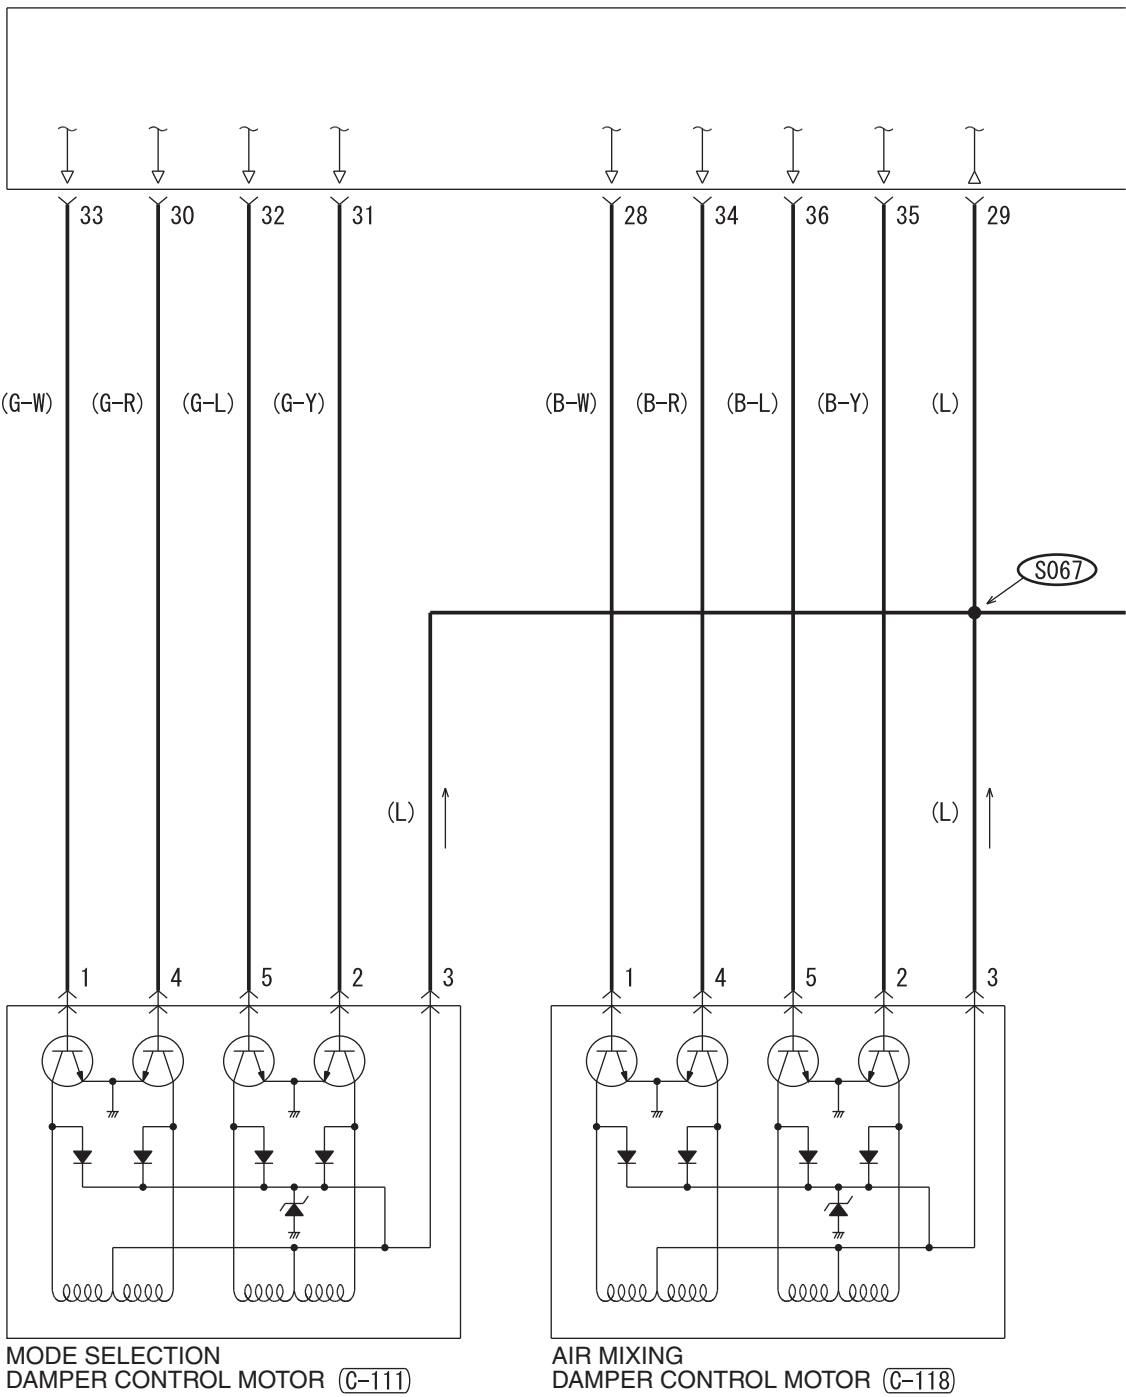 33 30 32 31 28 34 36 35 29
(G-W) (G-R) (G-L) (G-Y) (B-W) (B-R) (B-L) (B-Y) (L)
S067
(L) (L)
1 4 5 2 3 1 4 5 2 3
MODE SELECTION
DAMPER CONTROL MOTOR C-111
AIR MIXING
DAMPER CONTROL MOTOR C-118